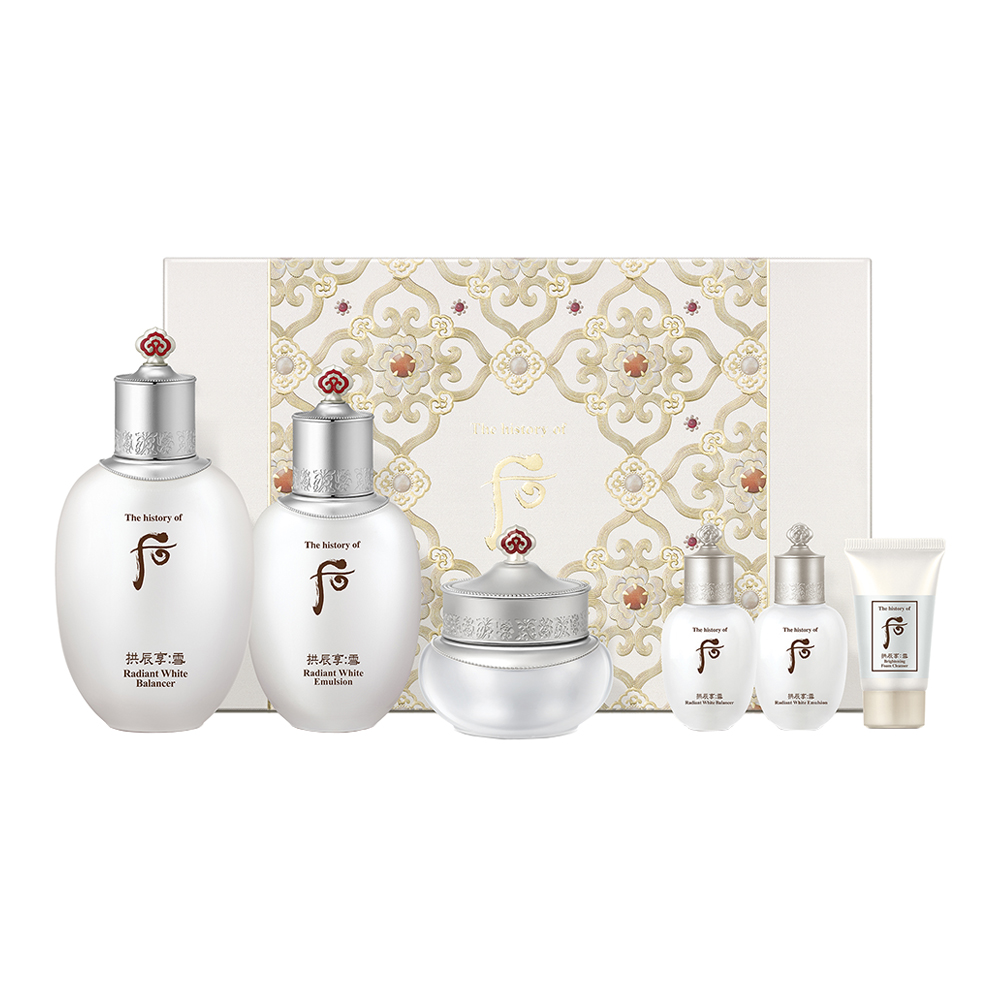 The history of
后
The history of
后
拱辰享:雪
Radiant White
Balancer
The history of
后
拱辰享:雪
Radiant White
Emulsion
The history of
后
拱辰享:雪
Radiant White Balancer
The history of
后
拱辰享:雪
Radiant White Emulsion
The history of
后
拱辰享:雪
Brightening
Foam Cleanser